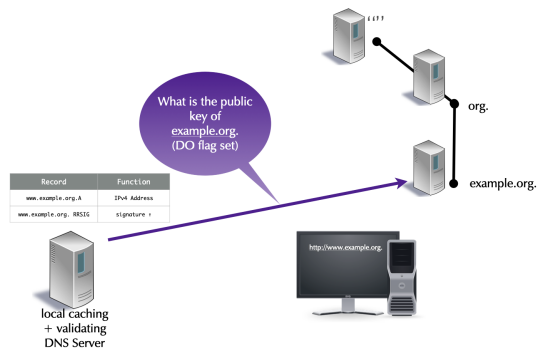 “”
org.
What is the public
key of
example.org.
(DO flag set)
example.org.
Record Function
www.example.org.A IPv4 Address
www.example.org. RRSIG signature ↑
http://www.example.org.
local caching
+ validating
DNS Server